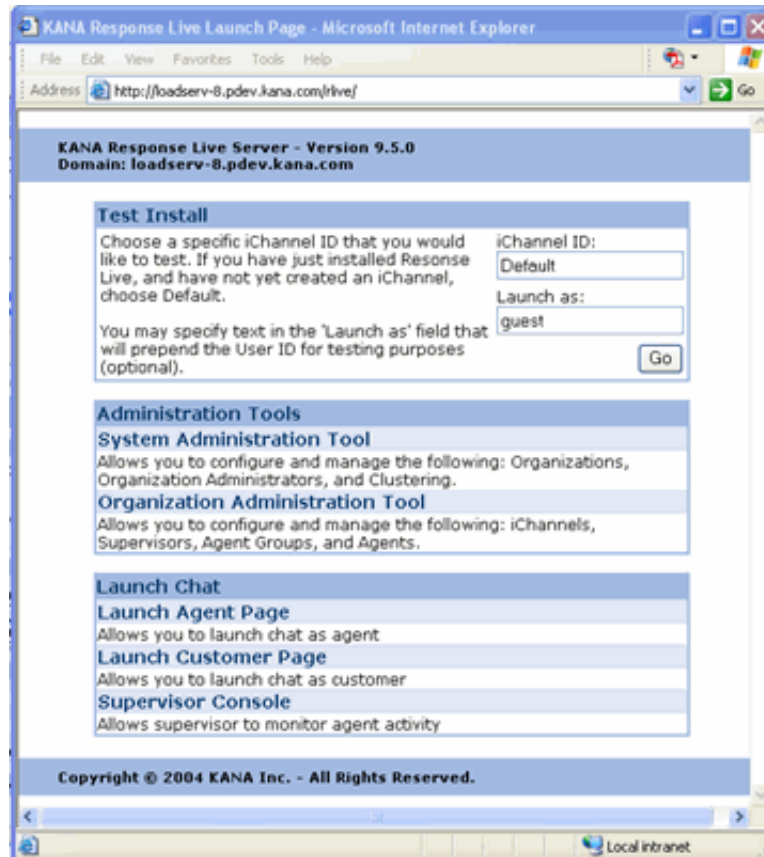 KANA Response Live Launch Page - Microsoft Internet Explorer
File Edit View Favorites Tools Help
Address http://loadserv-8.pdev.kana.com/rlive/ Go
KANA Response Live Server - Version 9.5.0
Domain: loadserv-8.pdev.kana.com
Test Install
Choose a specific iChannel ID that you would
like to test. If you have just installed Resonse
Live, and have not yet created an iChannel,
choose Default.
You may specify text in the 'Launch as' field that
will prepend the User ID for testing purposes
(optional).
iChannel ID:
Default
Launch as:
guest
Go
Administration Tools
System Administration Tool
Allows you to configure and manage the following: Organizations,
Organization Administrators, and Clustering.
Organization Administration Tool
Allows you to configure and manage the following: iChannels,
Supervisors, Agent Groups, and Agents.
Launch Chat
Launch Agent Page
Allows you to launch chat as agent
Launch Customer Page
Allows you to launch chat as customer
Supervisor Console
Allows supervisor to monitor agent activity
Copyright © 2004 KANA Inc. - All Rights Reserved.
Local intranet